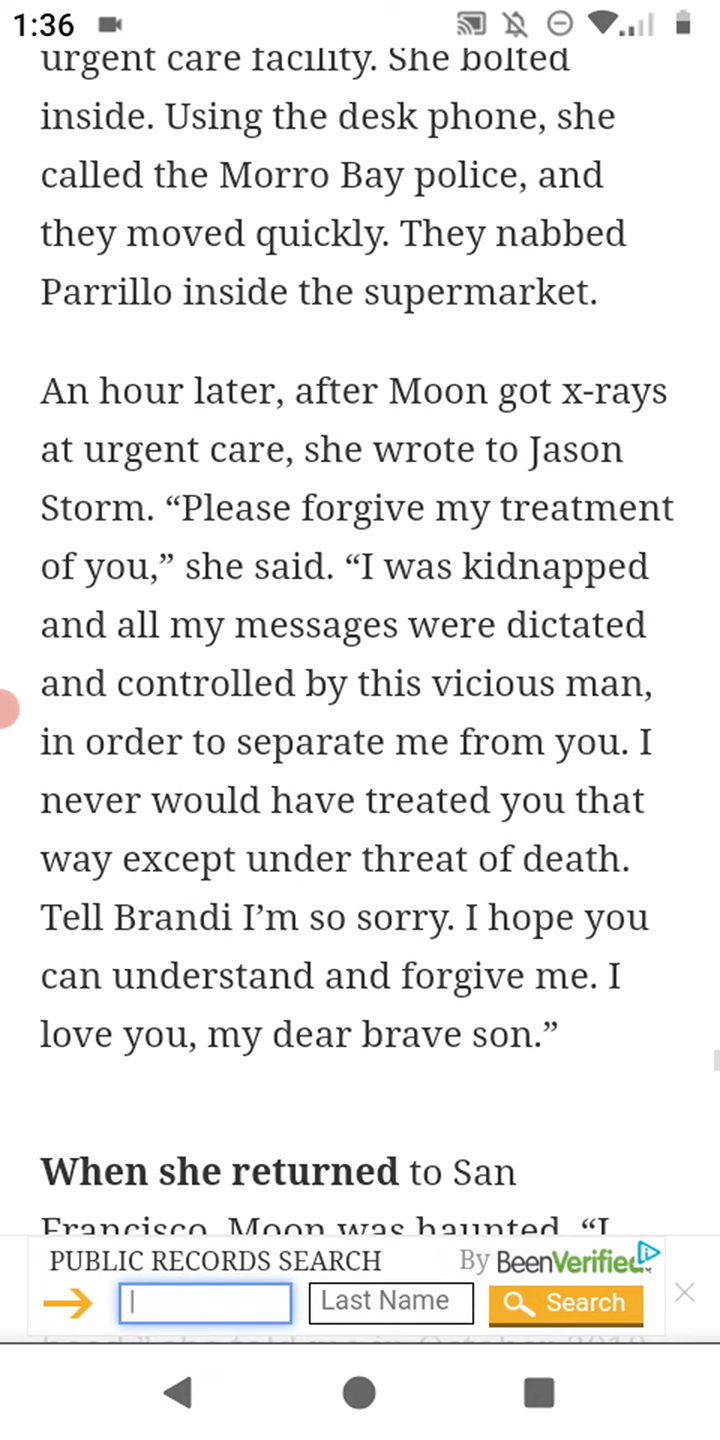 1:36
urgent care facility. She bolted
inside. Using the desk phone, she
called the Morro Bay police, and
they moved quickly. They nabbed
Parrillo inside the supermarket.
An hour later, after Moon got x-rays
at urgent care, she wrote to Jason
Storm. “Please forgive my treatment
of you,” she said. “I was kidnapped
and all my messages were dictated
and controlled by this vicious man,
in order to separate me from you. I
never would have treated you that
way except under threat of death.
Tell Brandi I’m so sorry. I hope you
can understand and forgive me. I
love you, my dear brave son.”
When she returned to San
Francisco, Moon was haunted. “I
PUBLIC RECORDS SEARCH By BeenVerified
Last Name Search